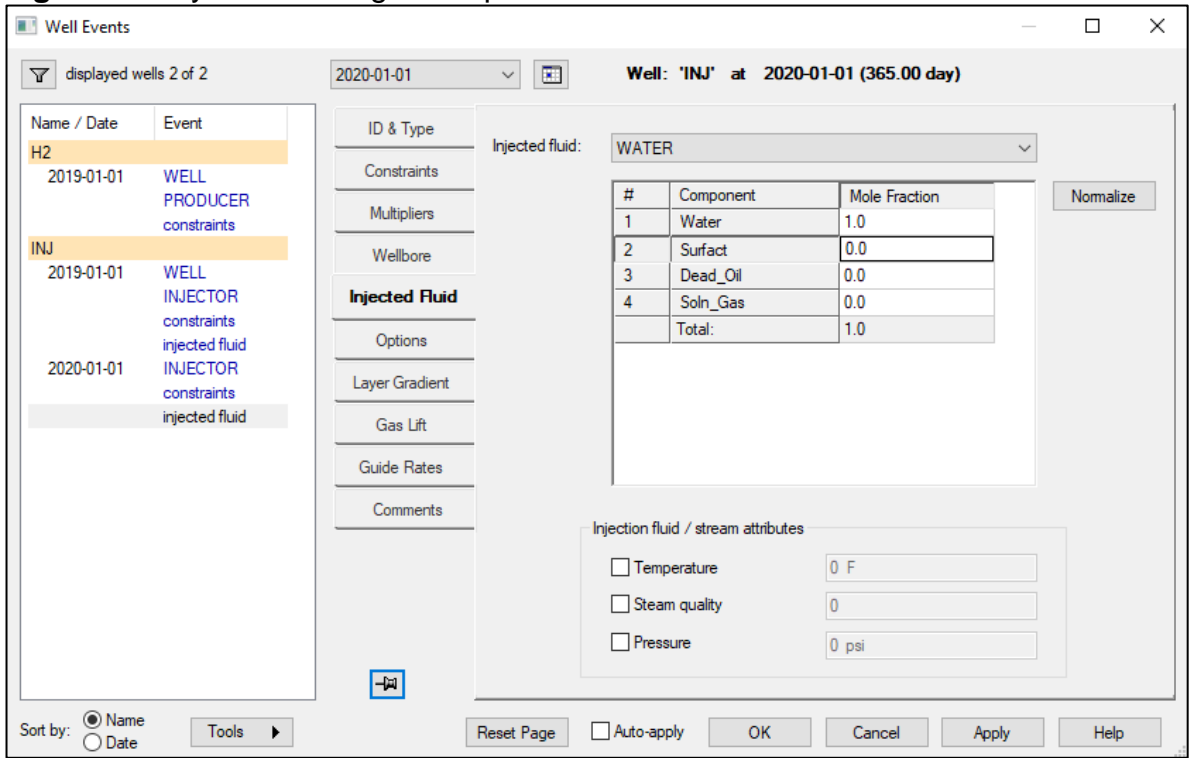 Well Events
displayed wells 2 of 2
2020-01-01
Well: 'INJ' at 2020-01-01 (365.00 day)
Name / Date Event
H2
2019-01-01 WELL
PRODUCER
constraints
INJ
2019-01-01 WELL
INJECTOR
constraints
injected fluid
2020-01-01 INJECTOR
constraints
injected fluid
ID & Type
Constraints
Multipliers
Wellbore
Injected Fluid
Options
Layer Gradient
Gas Lift
Guide Rates
Comments
Injected fluid: WATER
# Component Mole Fraction
1 Water 1.0
2 Surfact 0.0
3 Dead_Oil 0.0
4 Soln_Gas 0.0
Total: 1.0
Normalize
Injection fluid / stream attributes
Temperature 0 F
Steam quality 0
Pressure 0 psi
Sort by: Name
Date
Tools
Reset Page Auto-apply OK Cancel Apply Help